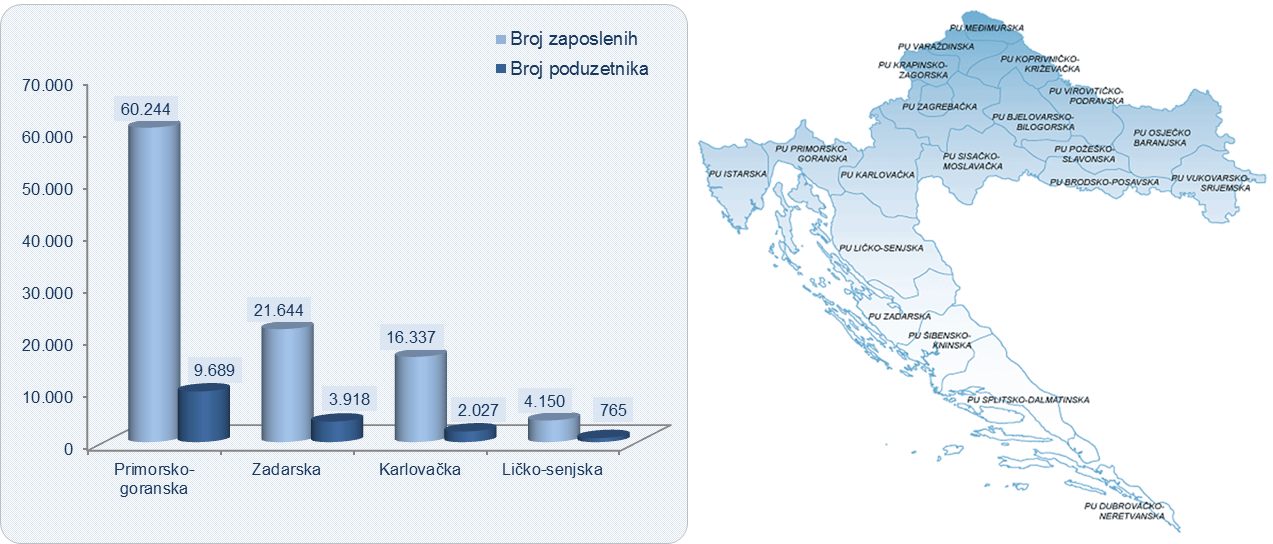 Broj zaposlenih
Broj poduzetnika
70.000
60.000
50.000
40.000
30.000
20.000
10.000
0
60.244
9.689
21.644
3.918
16.337
2.027
4.150
765
Primorsko-
goranska
Zadarska
Karlovačka
Ličko-senjska
PU MEĐIMURSKA
PU VARAŽDINSKA
PU KRAPINSKO-
ZAGORSKA
PU KOPRIVNIČKO-
KRIŽEVAČKA
PU VIROVITIČKO-
PODRAVSKA
PU ZAGREBAČKA
PU BJELOVARSKO-
BILOGORSKA
PU OSJEČKO
BARANJSKA
PU PRIMORSKO-
GORANSKA
PU SISAČKO-
MOSLAVAČKA
PU POŽEŠKO-
SLAVONSKA
PU ISTARSKA
PU KARLOVAČKA
PU BRODSKO-POSAVSKA
PU VUKOVARSKO-
SRIJEMSKA
PU LIČKO-SENJSKA
PU ZADARSKA
PU ŠIBENSKO-
KNINSKA
PU SPLITSKO-DALMATINSKA
PU DUBROVAČKO-
NERETVANSKA